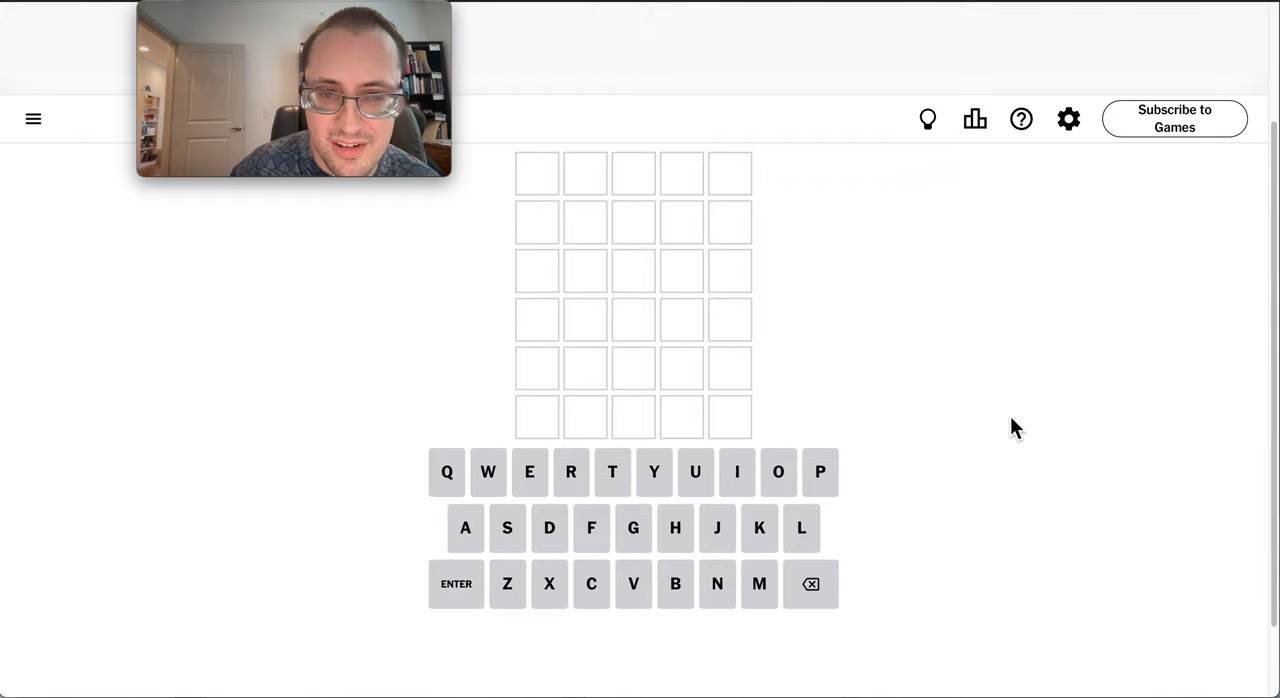 Subscribe to
Games
Q W E R T Y U I O P
A S D F G H J K L
ENTER Z X C V B N M